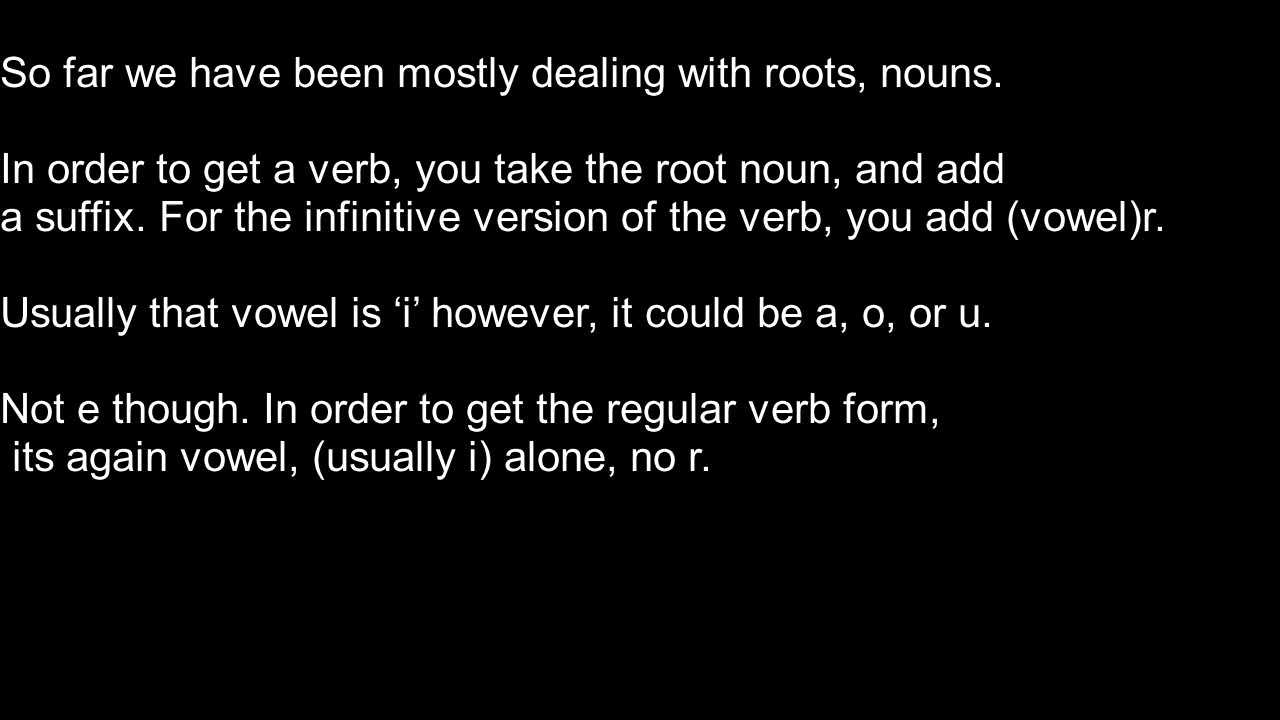 So far we have been mostly dealing with roots, nouns.
In order to get a verb, you take the root noun, and add
a suffix. For the infinitive version of the verb, you add (vowel)r.
Usually that vowel is ‘i’ however, it could be a, o, or u.
Not e though. In order to get the regular verb form,
its again vowel, (usually i) alone, no r.